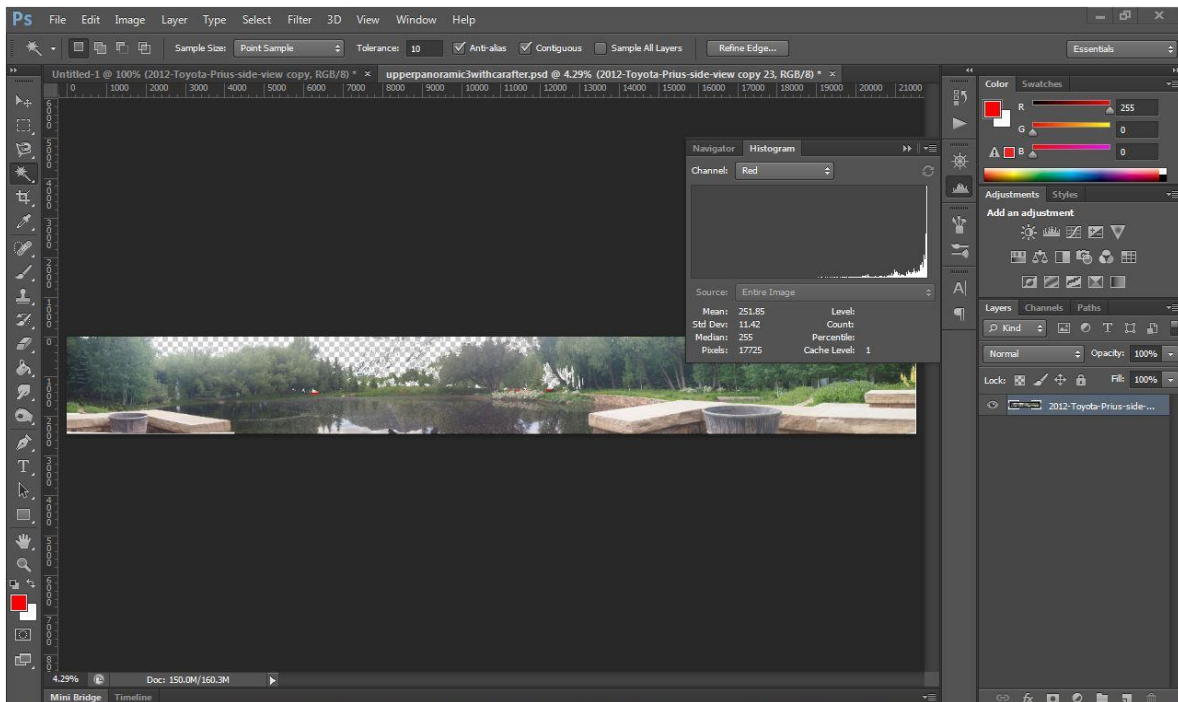 Ps File Edit Image Layer Type Select Filter 3D View Window Help
Sample Size: Point Sample Tolerance: 10 Anti-alias Contiguous Sample All Layers Refine Edge... Essentials
Untitled-1 @ 100% (2012-Toyota-Prius-side-view copy, RGB/8) * × upperpanoramic3withcarafter.psd @ 4.29% (2012-Toyota-Prius-side-view copy 23, RGB/8) * ×
0 1000 2000 3000 4000 5000 6000 7000 8000 9000 10000 11000 12000 13000 14000 15000 16000 17000 18000 19000 20000 21000
Color Swatches
R 255
G 0
B 0
Navigator Histogram
Channel: Red
Source: Entire Image
Mean: 251.85 Level:
Std Dev: 11.42 Count:
Median: 255 Percentile:
Pixels: 17725 Cache Level: 1
Adjustments Styles
Add an adjustment
Layers Channels Paths
Kind
Normal Opacity: 100%
Lock: Fill: 100%
2012-Toyota-Prius-side-...
4.29% Doc: 150.0M/160.3M
Mini Bridge Timeline